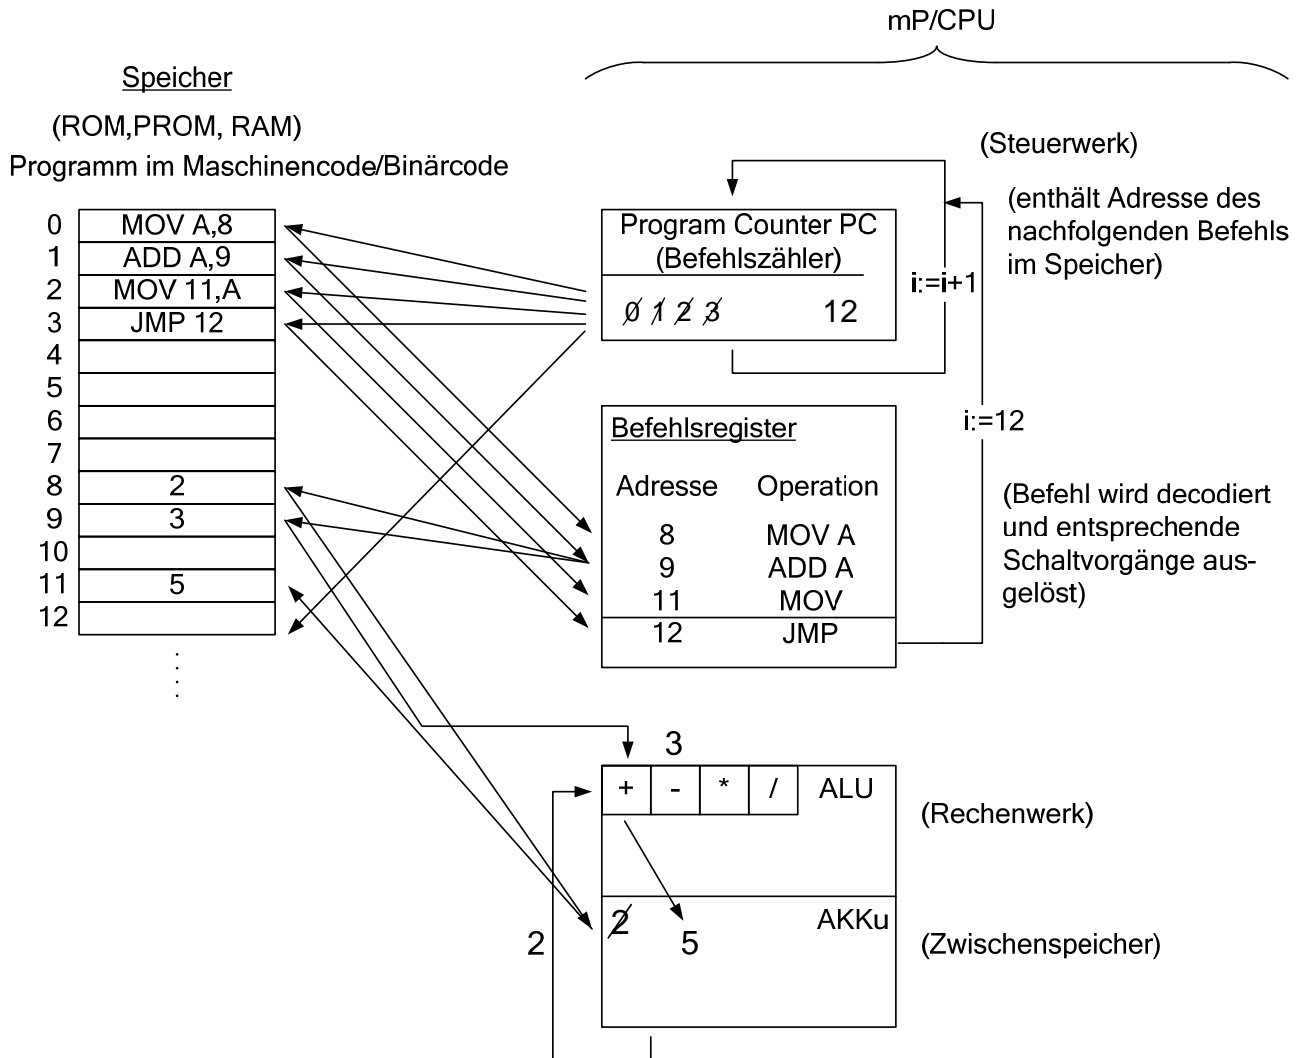 mP/CPU
Speicher
(ROM,PROM, RAM)
Programm im Maschinencode/Binärcode
0 MOV A,8
1 ADD A,9
2 MOV 11,A
3 JMP 12
4
5
6
7
8 2
9 3
10
11 5
12
(Steuerwerk)
Program Counter PC
(Befehlszähler)
0 1 2 3 12
i:=i+1
(enthält Adresse des
nachfolgenden Befehls
im Speicher)
i:=12
Befehlsregister
Adresse Operation
8 MOV A
9 ADD A
11 MOV
12 JMP
(Befehl wird decodiert
und entsprechende
Schaltvorgänge aus-
gelöst)
3
+ - * / ALU
(Rechenwerk)
2 AKKu
5
2
(Zwischenspeicher)